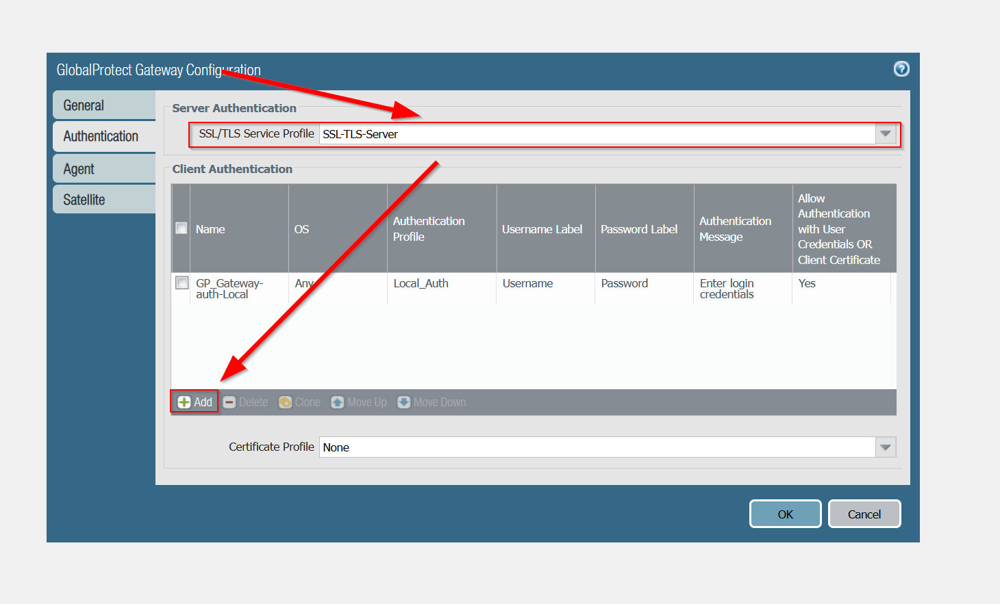 GlobalProtect Gateway Configuration
General
Authentication
Agent
Satellite
Server Authentication
SSL/TLS Service Profile SSL-TLS-Server
Client Authentication
Name
OS
Authentication
Profile
Username Label
Password Label
Authentication
Message
Allow
Authentication
with User
Credentials OR
Client Certificate
GP_Gateway-
auth-Local
Any
Local_Auth
Username
Password
Enter login
credentials
Yes
Add Delete Clone Move Up Move Down
Certificate Profile None
OK Cancel